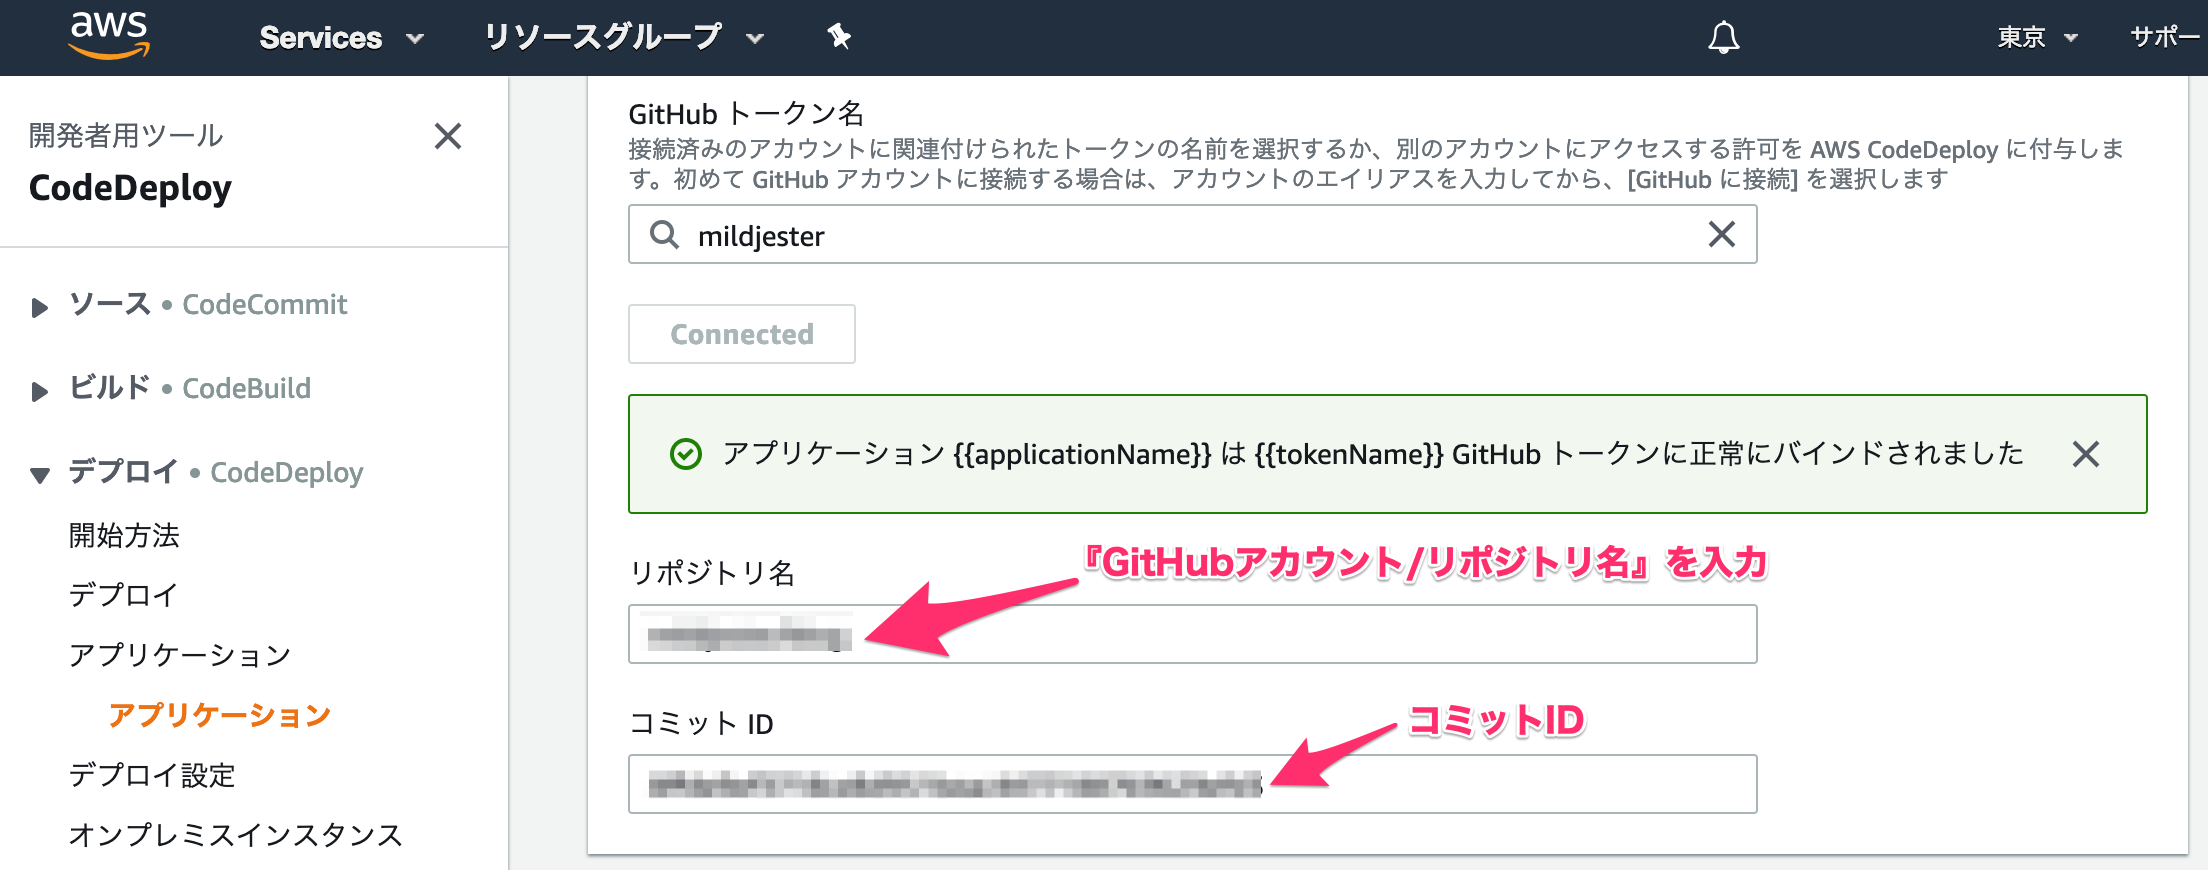 aws Services リソースグループ 東京 サポー
開発者用ツール
CodeDeploy
ソース • CodeCommit
ビルド • CodeBuild
デプロイ • CodeDeploy
開始方法
デプロイ
アプリケーション
アプリケーション
デプロイ設定
オンプレミスインスタンス
GitHub トークン名
接続済みのアカウントに関連付けられたトークンの名前を選択するか、別のアカウントにアクセスする許可を AWS CodeDeploy に付与しま
す。初めて GitHub アカウントに接続する場合は、アカウントのエイリアスを入力してから、[GitHub に接続] を選択します
mildjester
Connected
アプリケーション {{applicationName}} は {{tokenName}} GitHub トークンに正常にバインドされました
『GitHubアカウント/リポジトリ名』を入力
リポジトリ名
コミットID
コミット ID